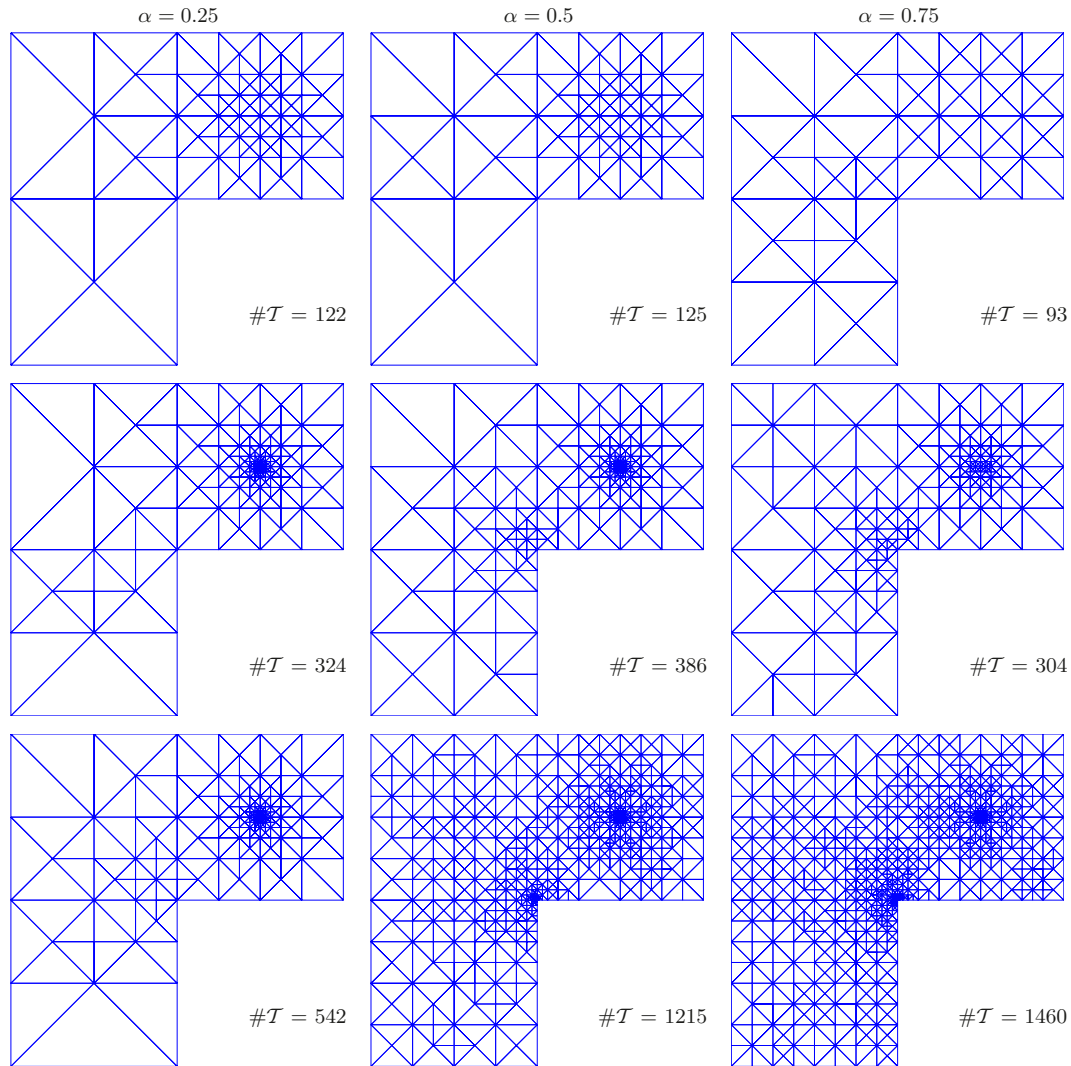 α = 0.25
α = 0.5
α = 0.75
#𝒯 = 122
#𝒯 = 125
#𝒯 = 93
#𝒯 = 324
#𝒯 = 386
#𝒯 = 304
#𝒯 = 542
#𝒯 = 1215
#𝒯 = 1460